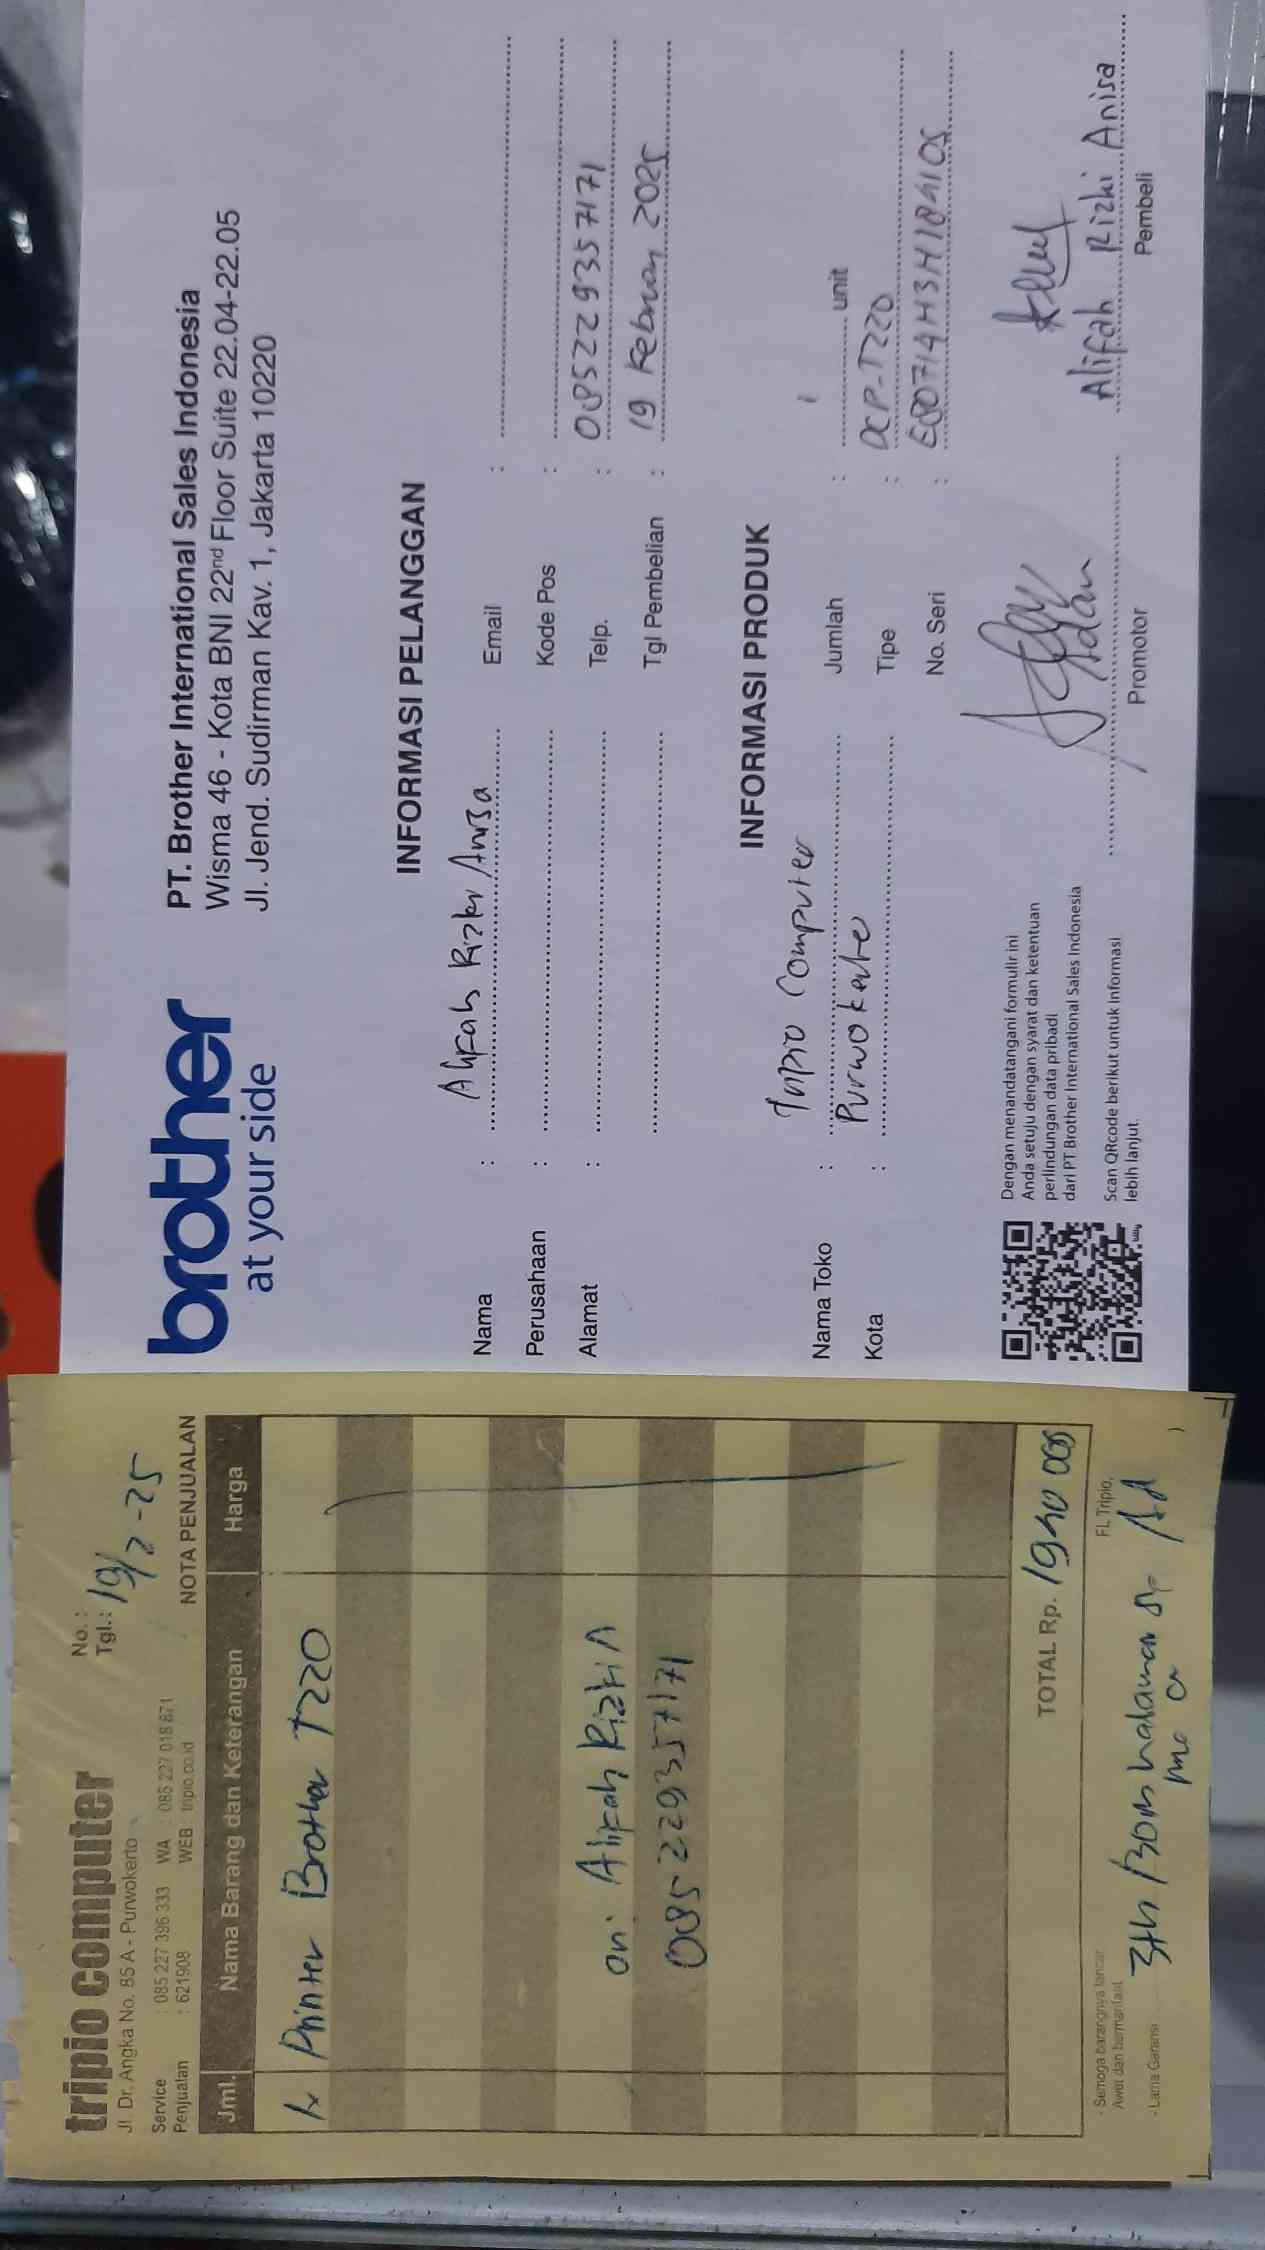 tripio computer
Jl. Dr. Angka No. 85 A - Purwokerto
Service : 085 227 396 333 WA : 085 227 018 871
Penjualan : 621908 WEB tripio.co.id
No.:
Tgl.: 19/2-25
NOTA PENJUALAN
Jml. Nama Barang dan Keterangan Harga
1x Printer Brother T220
an. Alifah Rizki A
085229357171
TOTAL Rp. 1940 000
- Semoga barangnya lancar
Awet dan bermanfaat
- Lama Garansi
3th / 30 ribu halaman
FL Tripio,
brother
at your side
PT. Brother International Sales Indonesia
Wisma 46 - Kota BNI 22nd Floor Suite 22.04-22.05
Jl. Jend. Sudirman Kav. 1, Jakarta 10220
INFORMASI PELANGGAN
Nama : Alifah Rizki Anisa
Email :
Perusahaan :
Kode Pos :
Alamat :
Telp. : 085229357171
Tgl Pembelian : 19 Februari 2025
INFORMASI PRODUK
Nama Toko : Tripio Computer
Jumlah : 1 unit
Kota : Purwokerto
Tipe : DCP-T220
No. Seri :
Dengan menandatangani formulir ini
Anda setuju dengan syarat dan ketentuan
perlindungan data pribadi
dari PT Brother International Sales Indonesia
Scan QRcode berikut untuk informasi
lebih lanjut.
Promotor
Alifah Rizki Anisa
Pembeli